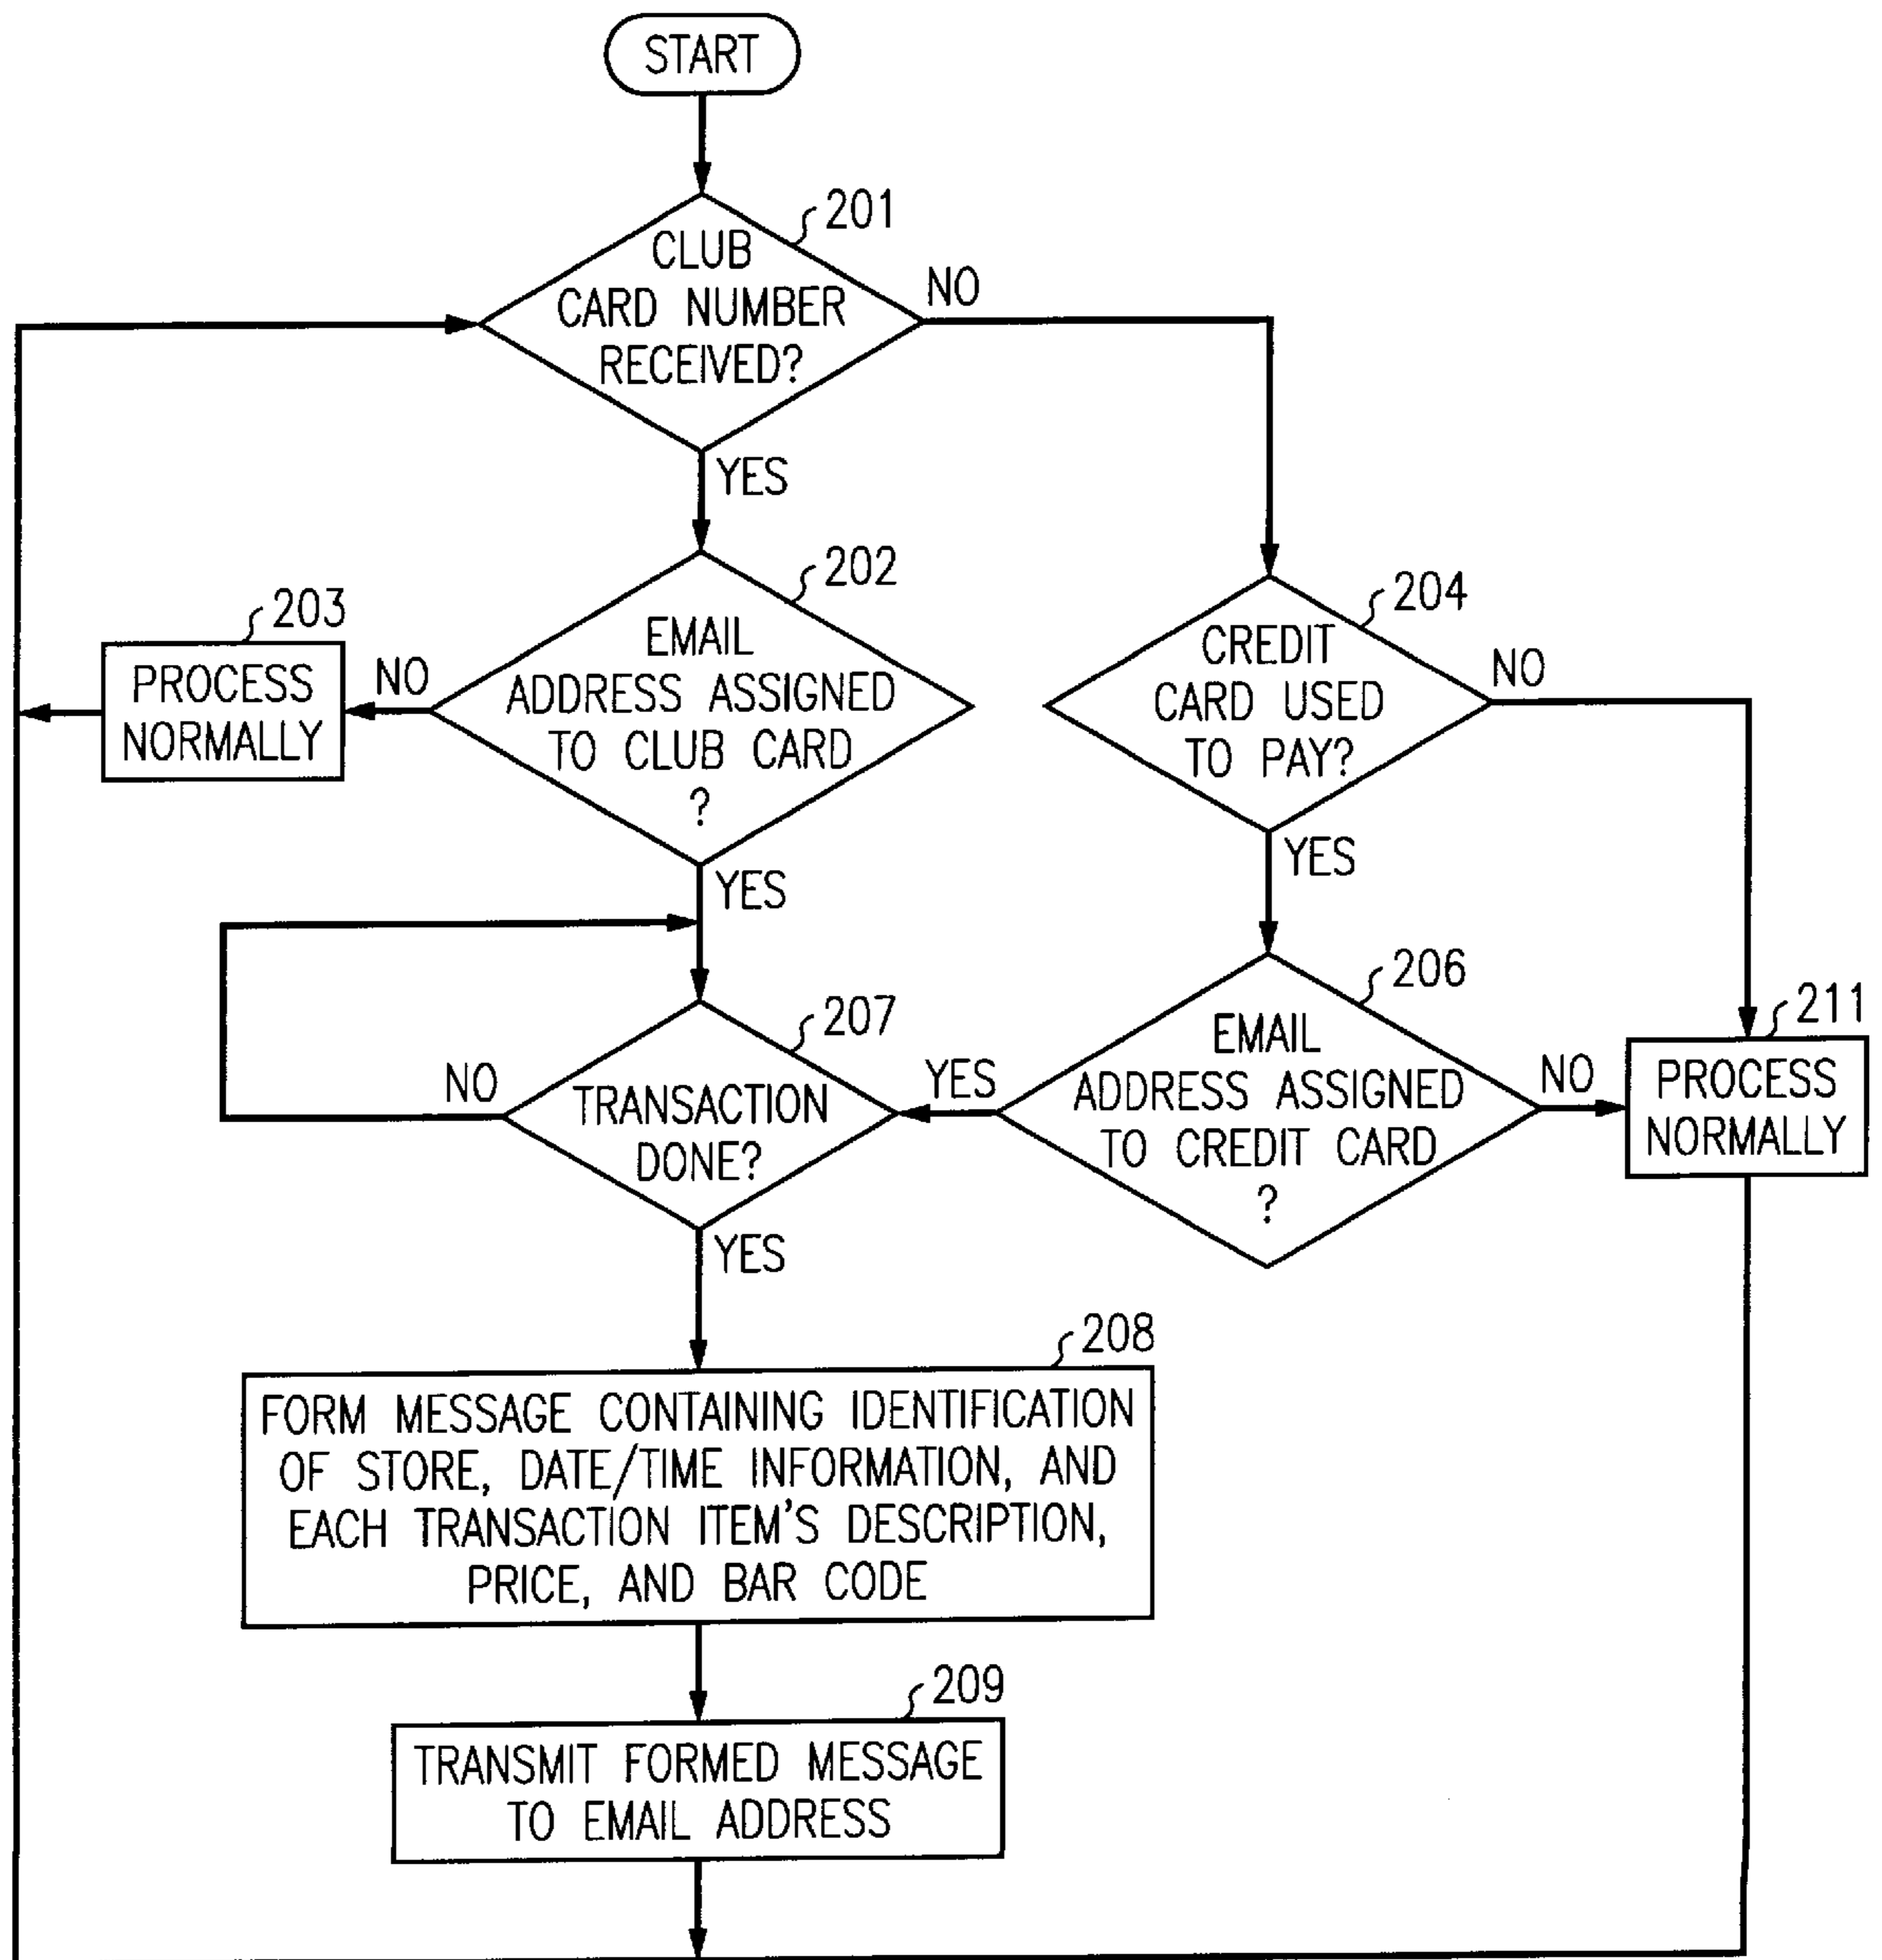 START
201
CLUB
CARD NUMBER
RECEIVED?
NO
YES
202
EMAIL
ADDRESS ASSIGNED
TO CLUB CARD
?
NO
203
PROCESS
NORMALLY
YES
204
CREDIT
CARD USED
TO PAY?
NO
YES
206
EMAIL
ADDRESS ASSIGNED
TO CREDIT CARD
?
YES
NO
211
PROCESS
NORMALLY
207
TRANSACTION
DONE?
NO
YES
208
FORM MESSAGE CONTAINING IDENTIFICATION
OF STORE, DATE/TIME INFORMATION, AND
EACH TRANSACTION ITEM'S DESCRIPTION,
PRICE, AND BAR CODE
209
TRANSMIT FORMED MESSAGE
TO EMAIL ADDRESS